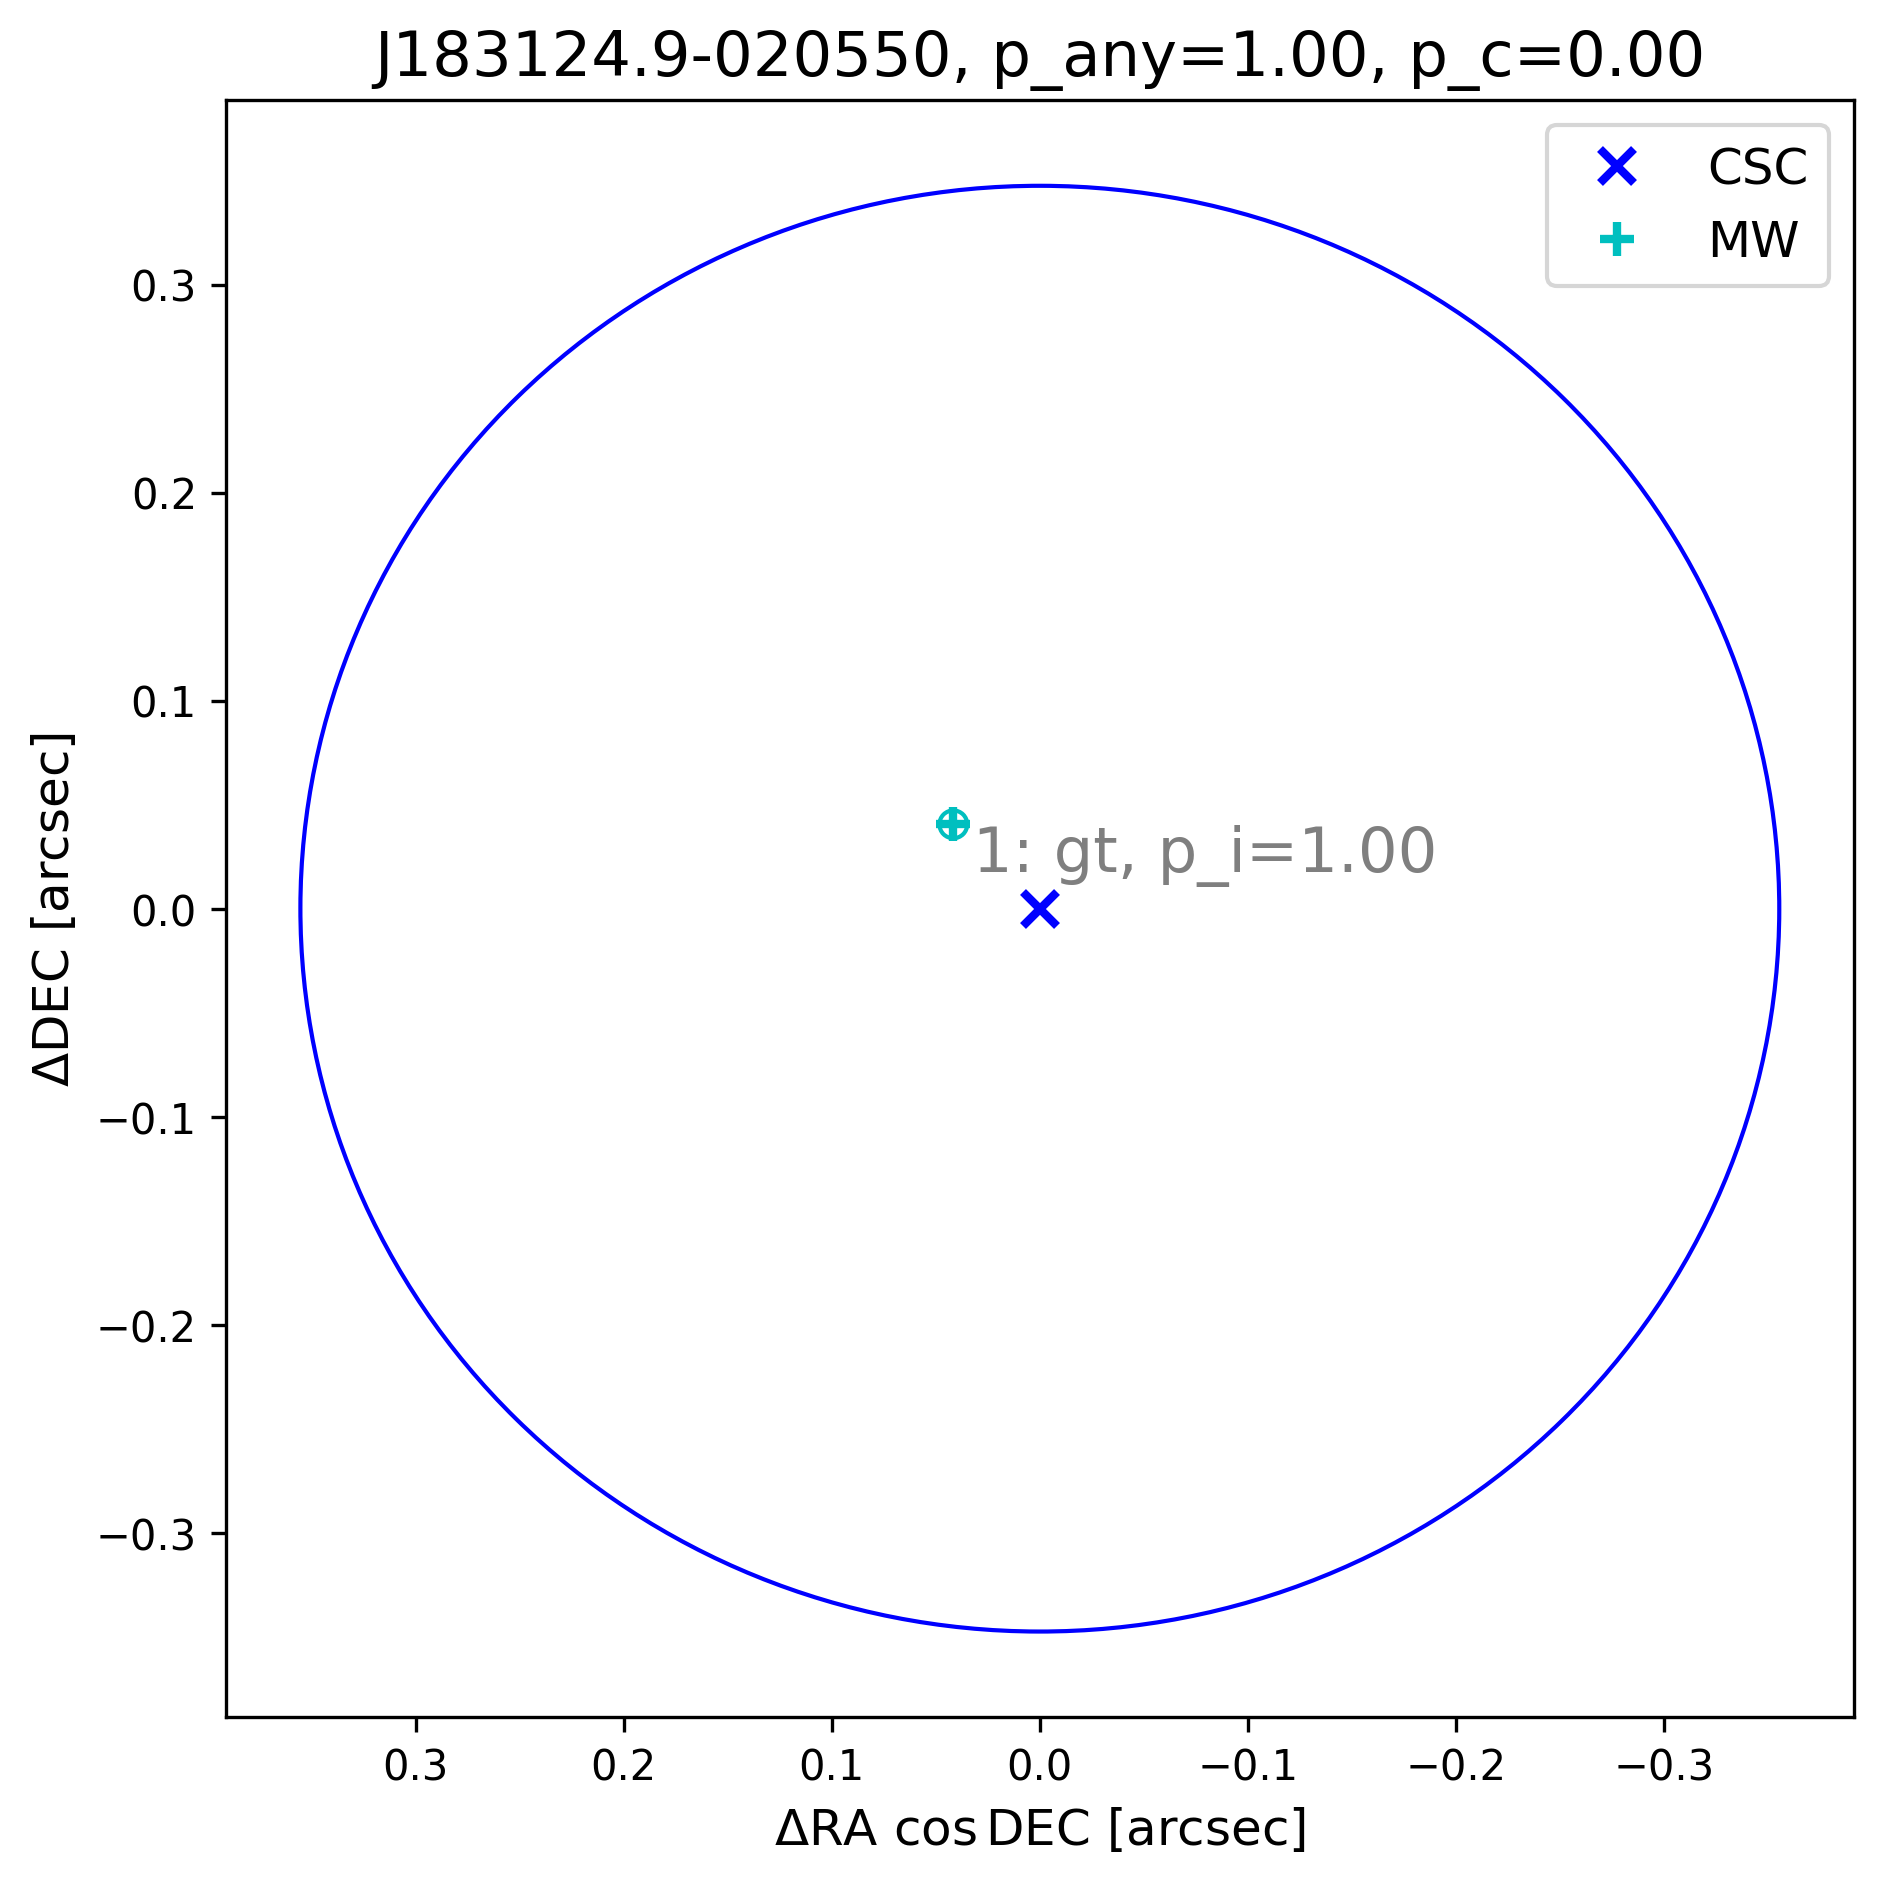 J183124.9-020550, p_any=1.00, p_c=0.00
CSC
MW
0.3
0.2
0.1
0.0
−0.1
−0.2
−0.3
ΔDEC [arcsec]
1: gt, p_i=1.00
0.3 0.2 0.1 0.0 −0.1 −0.2 −0.3
ΔRA cos DEC [arcsec]